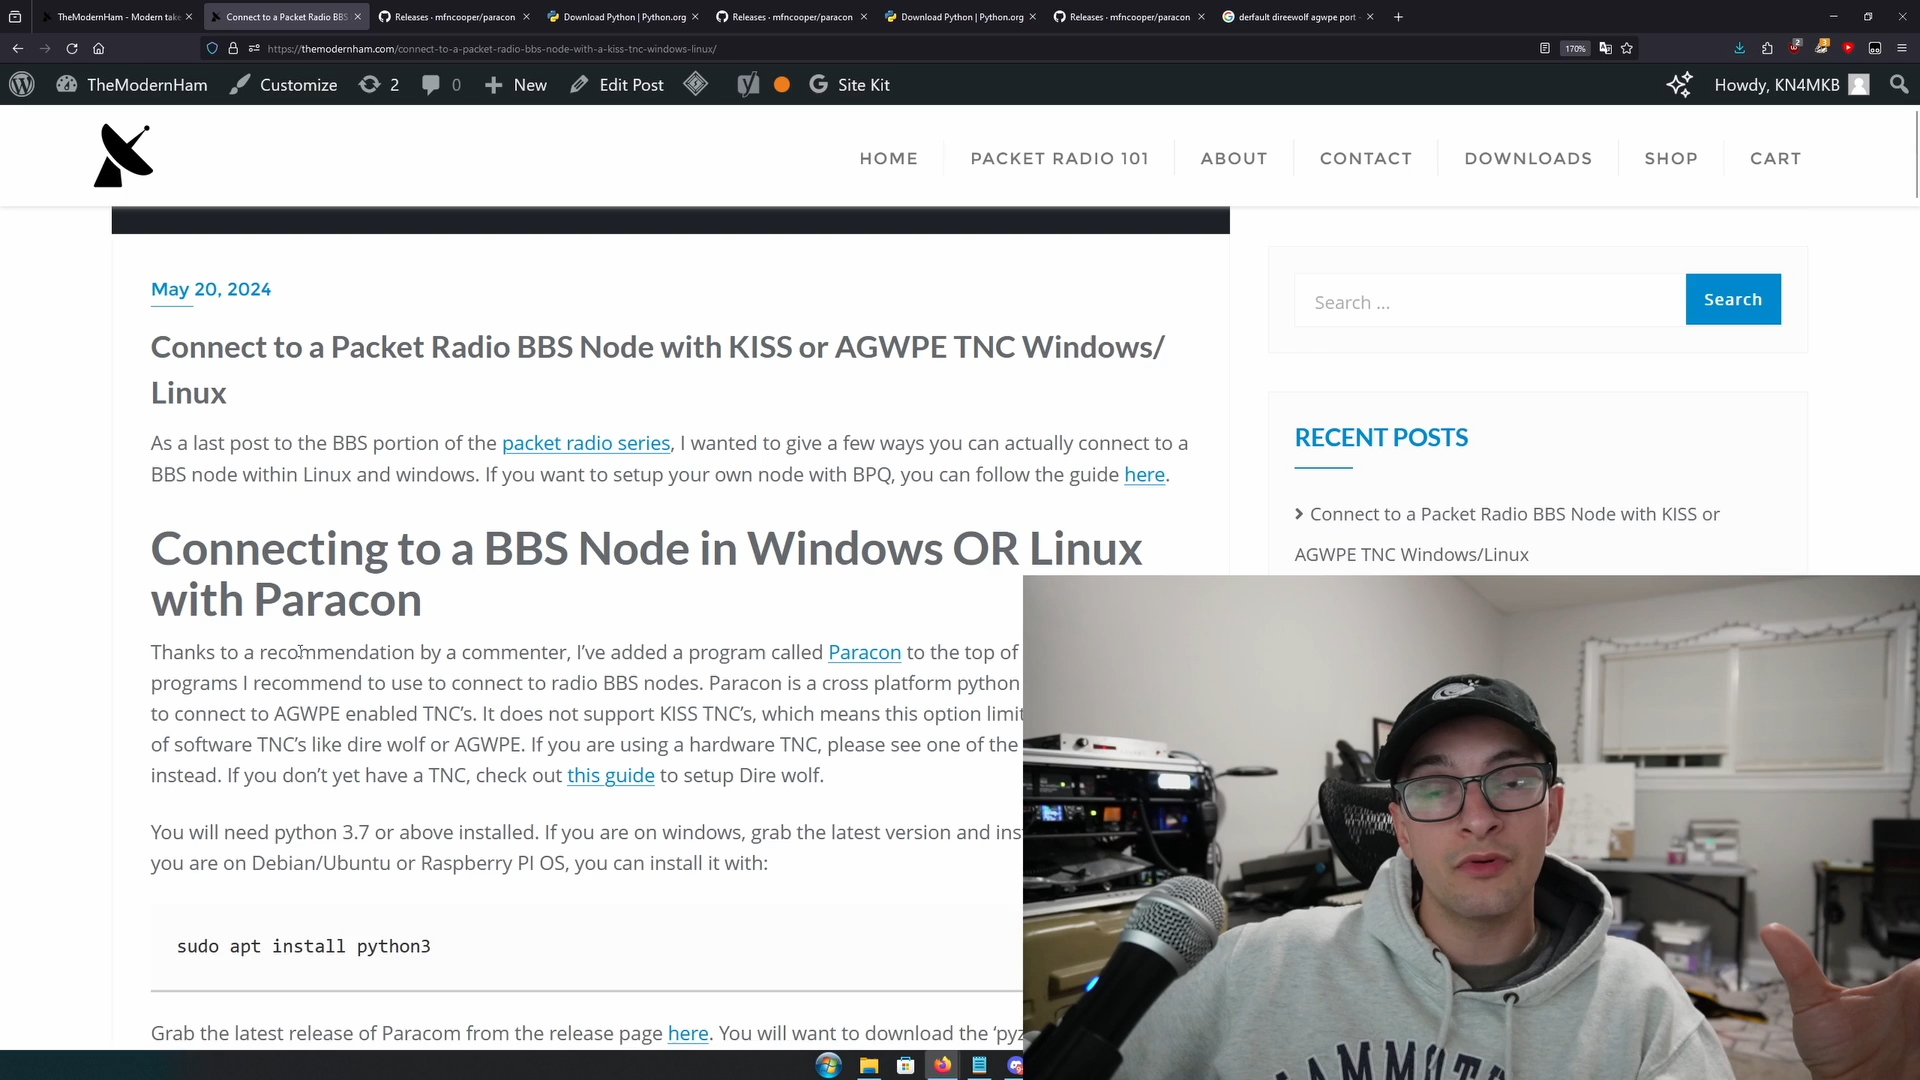 TheModernHam - Modern take
Connect to a Packet Radio BBS
Releases · mfncooper/paracon
Download Python | Python.org
Releases · mfncooper/paracon
Download Python | Python.org
Releases · mfncooper/paracon
derfault direewolf agwpe port -
https://themodernham.com/connect-to-a-packet-radio-bbs-node-with-a-kiss-tnc-windows-linux/
170%
2
3
TheModernHam
Customize
2
0
New
Edit Post
Site Kit
Howdy, KN4MKB
HOME
PACKET RADIO 101
ABOUT
CONTACT
DOWNLOADS
SHOP
CART
May 20, 2024
Search ...
Search
Connect to a Packet Radio BBS Node with KISS or AGWPE TNC Windows/
Linux
As a last post to the BBS portion of the packet radio series, I wanted to give a few ways you can actually connect to a
BBS node within Linux and windows. If you want to setup your own node with BPQ, you can follow the guide here.
RECENT POSTS
Connect to a Packet Radio BBS Node with KISS or
AGWPE TNC Windows/Linux
Connecting to a BBS Node in Windows OR Linux
with Paracon
Thanks to a recommendation by a commenter, I've added a program called Paracon to the top of
programs I recommend to use to connect to radio BBS nodes. Paracon is a cross platform python
to connect to AGWPE enabled TNC's. It does not support KISS TNC's, which means this option limit
of software TNC's like dire wolf or AGWPE. If you are using a hardware TNC, please see one of the
instead. If you don't yet have a TNC, check out this guide to setup Dire wolf.
You will need python 3.7 or above installed. If you are on windows, grab the latest version and ins
you are on Debian/Ubuntu or Raspberry PI OS, you can install it with:
sudo apt install python3
Grab the latest release of Paracom from the release page here. You will want to download the 'pyz